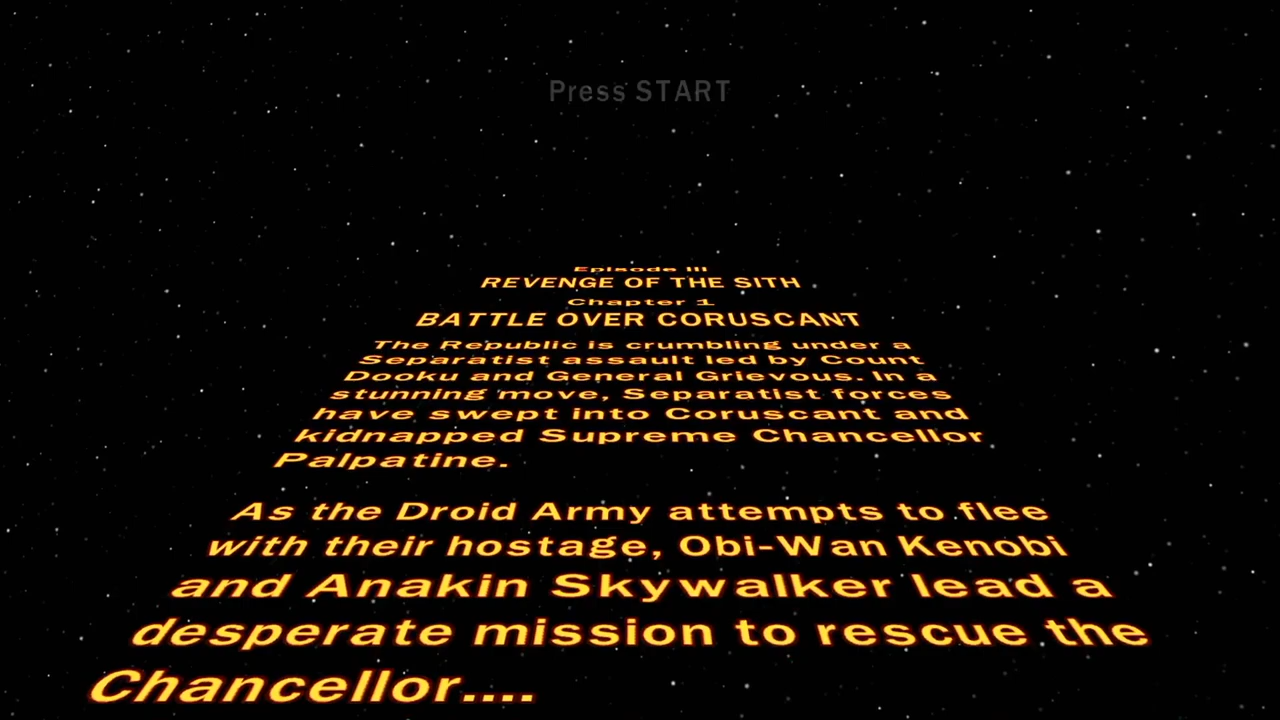 Press START
Episode III
REVENGE OF THE SITH
Chapter 1
BATTLE OVER CORUSCANT
The Republic is crumbling under a
Separatist assault led by Count
Dooku and General Grievous. In a
stunning move, Separatist forces
have swept into Coruscant and
kidnapped Supreme Chancellor
Palpatine.
As the Droid Army attempts to flee
with their hostage, Obi-Wan Kenobi
and Anakin Skywalker lead a
desperate mission to rescue the
Chancellor....